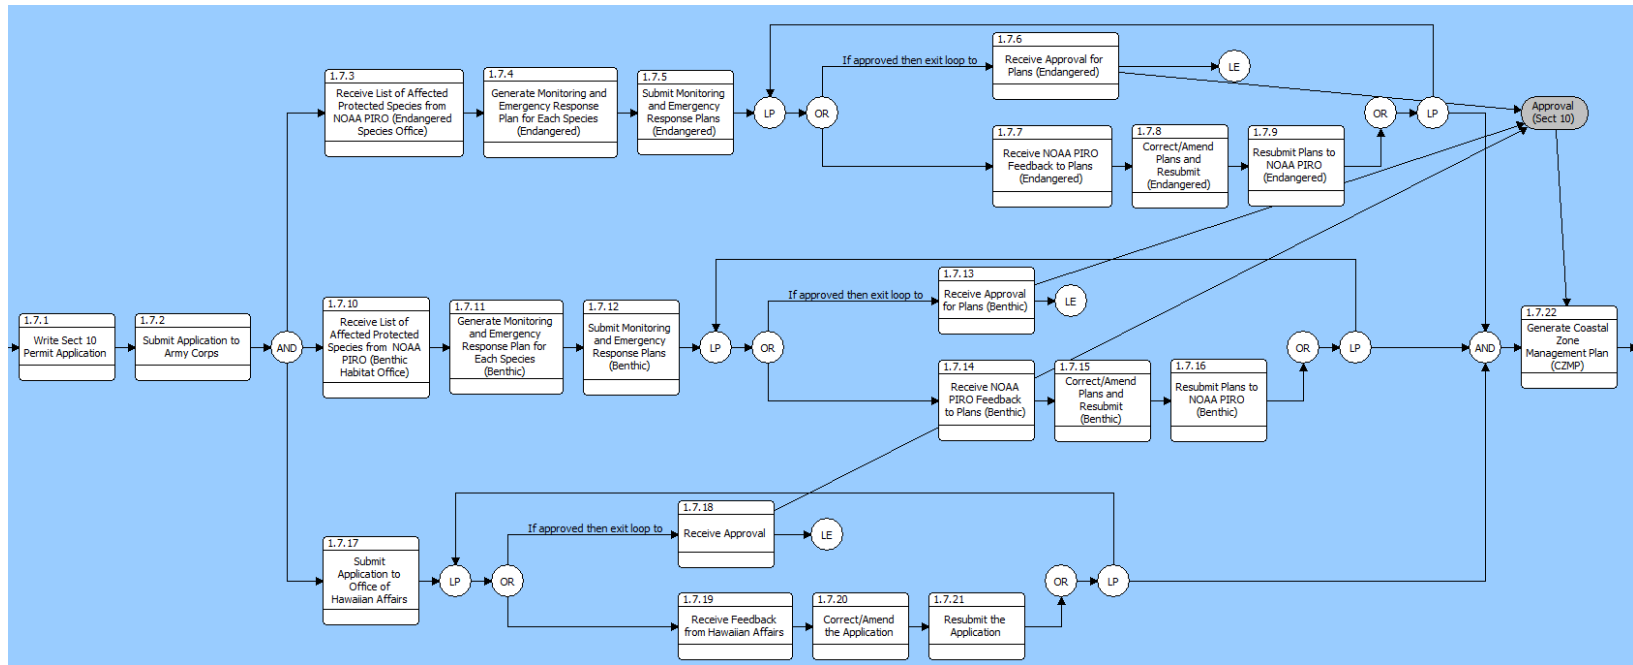 1.7.6
Receive Approval for
Plans (Endangered)
If approved then exit loop to
LE
1.7.3
Receive List of Affected
Protected Species from
NOAA PIRO (Endangered
Species Office)
1.7.4
Generate Monitoring and
Emergency Response
Plan for Each Species
(Endangered)
1.7.5
Submit Monitoring
and Emergency
Response Plans
(Endangered)
LP
OR
OR
LP
Approval
(Sect 10)
1.7.7
Receive NOAA PIRO
Feedback to Plans
(Endangered)
1.7.8
Correct/Amend
Plans and
Resubmit
(Endangered)
1.7.9
Resubmit Plans to
NOAA PIRO
(Endangered)
1.7.13
Receive Approval
for Plans (Benthic)
If approved then exit loop to
LE
1.7.1
Write Sect 10
Permit Application
1.7.2
Submit Application to
Army Corps
AND
1.7.10
Receive List of
Affected Protected
Species from NOAA
PIRO (Benthic
Habitat Office)
1.7.11
Generate Monitoring
and Emergency
Response Plan for
Each Species
(Benthic)
1.7.12
Submit Monitoring
and Emergency
Response Plans
(Benthic)
LP
OR
OR
LP
AND
1.7.22
Generate Coastal
Zone
Management Plan
(CZMP)
1.7.14
Receive NOAA
PIRO Feedback
to Plans (Benthic)
1.7.15
Correct/Amend
Plans and
Resubmit
(Benthic)
1.7.16
Resubmit Plans to
NOAA PIRO
(Benthic)
1.7.18
Receive Approval
If approved then exit loop to
LE
1.7.17
Submit
Application to
Office of
Hawaiian Affairs
LP
OR
OR
LP
1.7.19
Receive Feedback
from Hawaiian Affairs
1.7.20
Correct/Amend
the Application
1.7.21
Resubmit the
Application